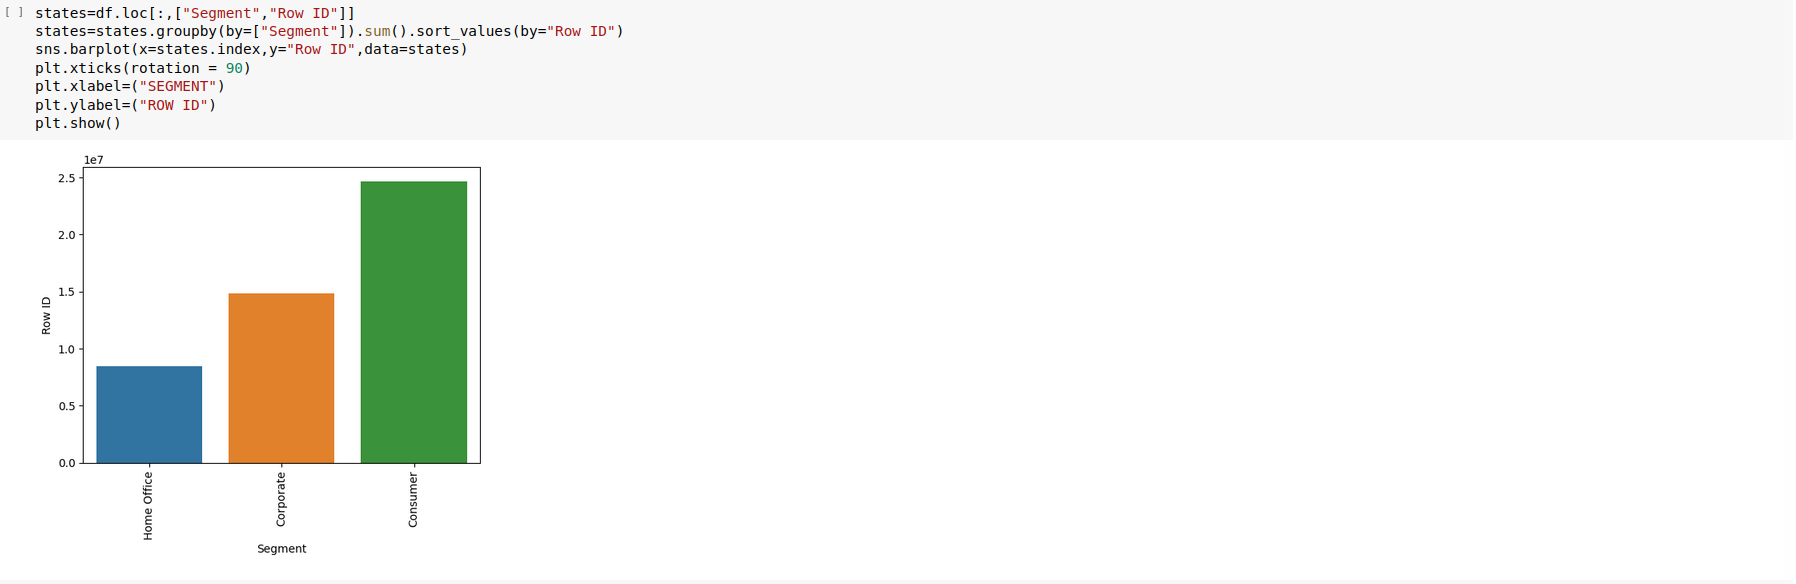 [ ] states=df.loc[:,["Segment","Row ID"]]
states=states.groupby(by=["Segment"]).sum().sort_values(by="Row ID")
sns.barplot(x=states.index,y="Row ID",data=states)
plt.xticks(rotation = 90)
plt.xlabel=("SEGMENT")
plt.ylabel=("ROW ID")
plt.show()
1e7
2.5
2.0
1.5
1.0
0.5
0.0
Row ID
Home Office
Corporate
Consumer
Segment